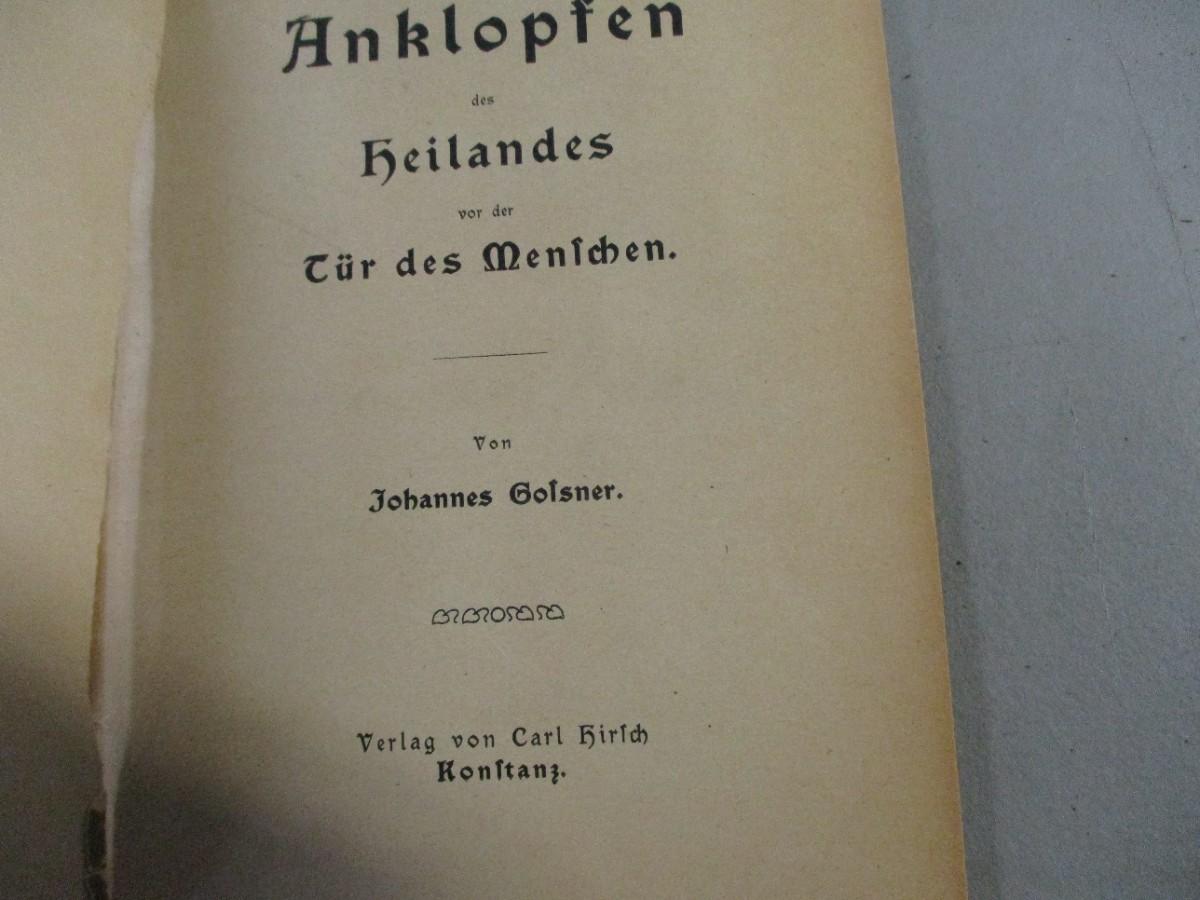 Anklopfen
des
Heilandes
vor der
Tür des Menſchen.
Von
Johannes Goſsner.
Verlag von Carl Hirſch
Konſtanz.